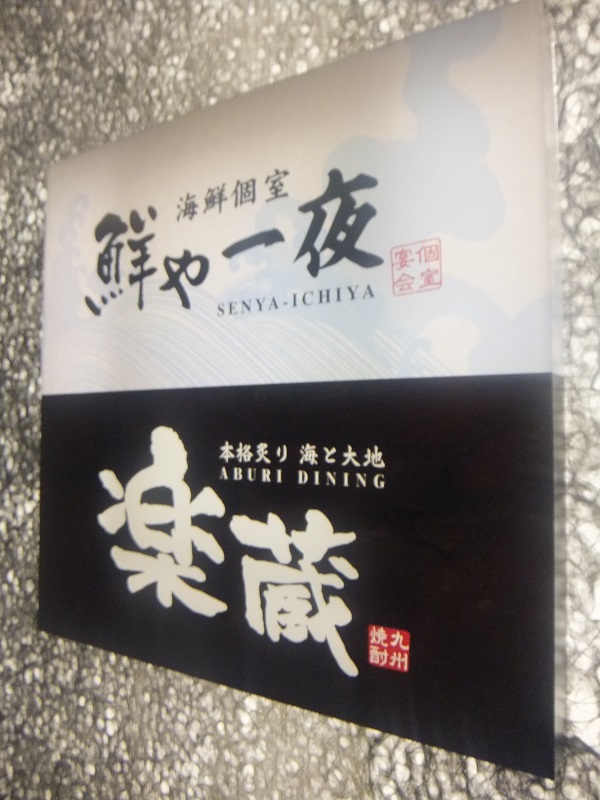 海鮮個室
鮮や一夜
SENYA-ICHIYA
個室
宴会
本格炙り 海と大地
ABURI DINING
楽蔵
九州
焼酎